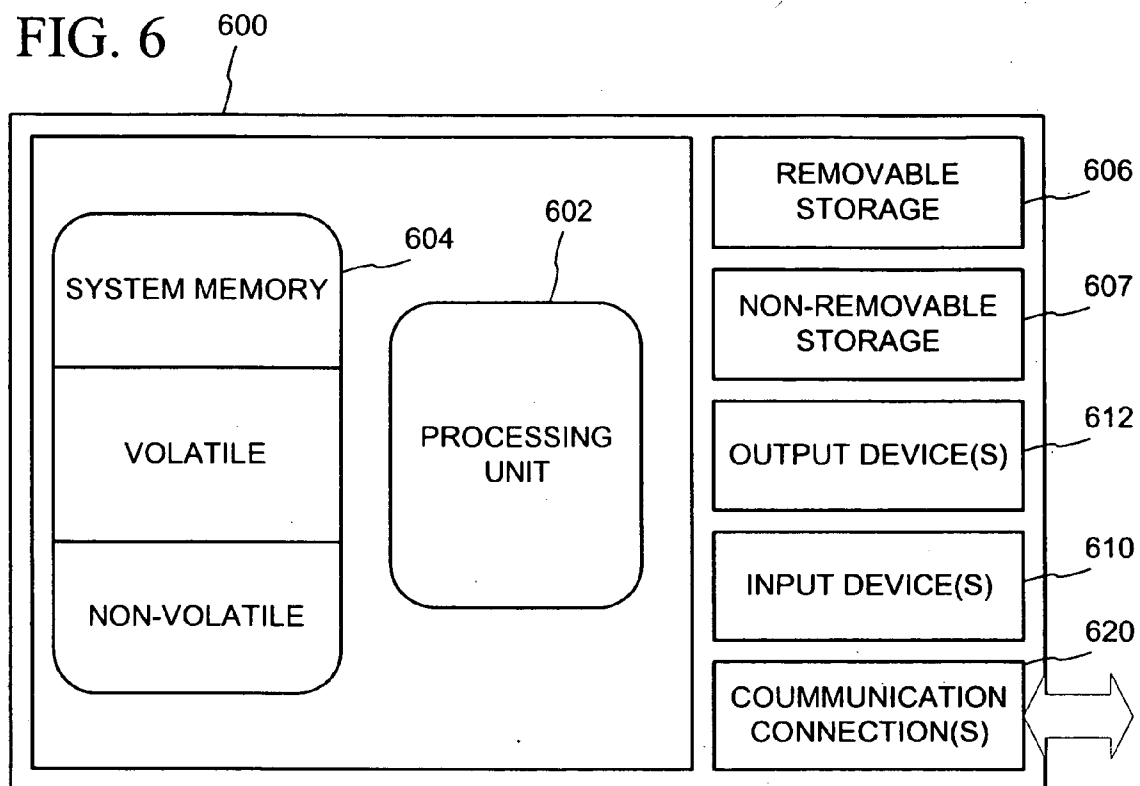 FIG. 6
600
SYSTEM MEMORY
VOLATILE
NON-VOLATILE
604
602
PROCESSING
UNIT
REMOVABLE
STORAGE
606
NON-REMOVABLE
STORAGE
607
OUTPUT DEVICE(S)
612
INPUT DEVICE(S)
610
COUMMUNICATION
CONNECTION(S)
620